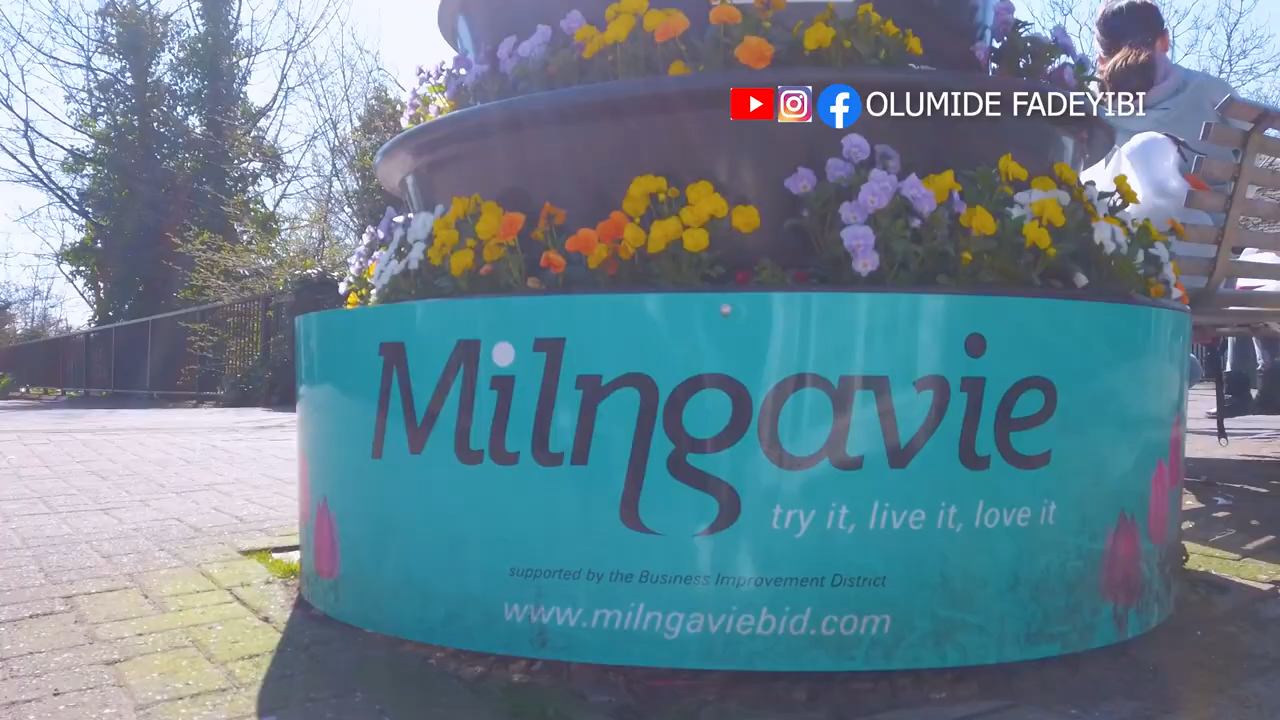 OLUMIDE FADEYIBI
Milngavie
try it, live it, love it
supported by the Business Improvement District
www.milngaviebid.com